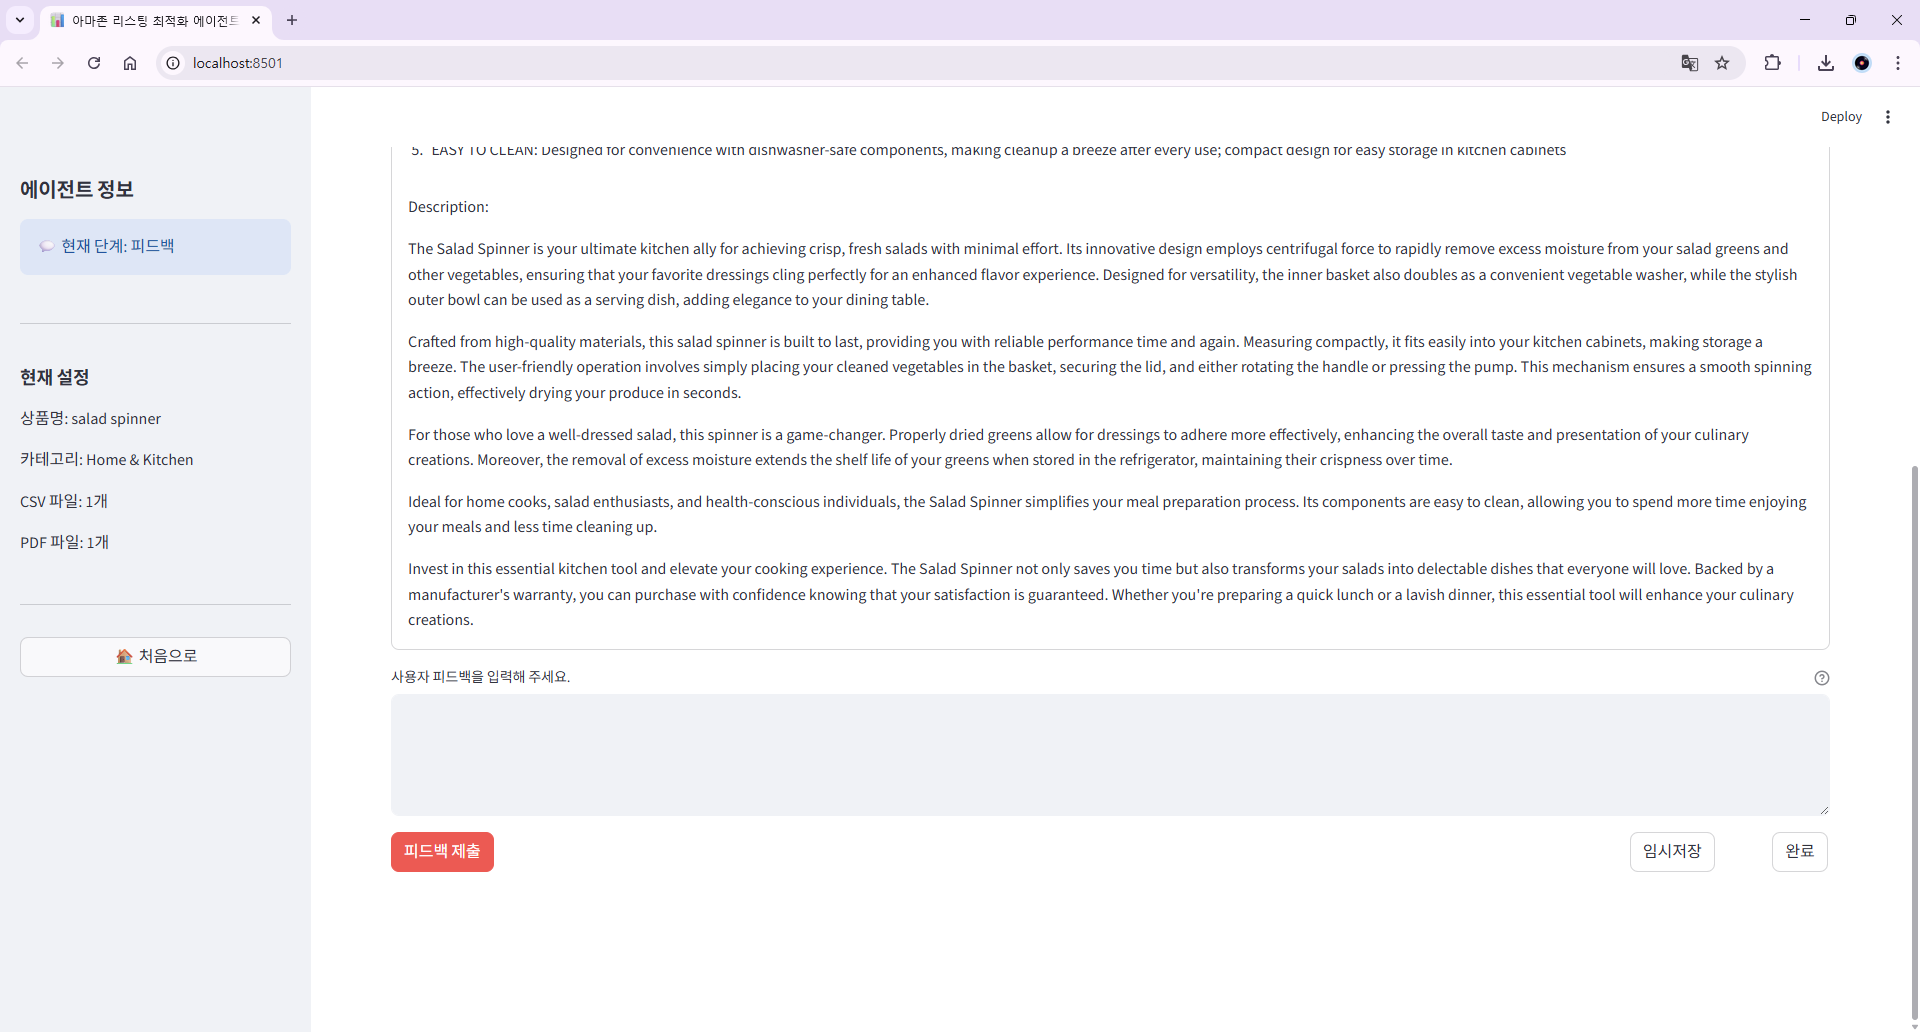 아마존 리스팅 최적화 에이전트
localhost:8501
Deploy
에이전트 정보
현재 단계: 피드백
현재 설정
상품명: salad spinner
카테고리: Home & Kitchen
CSV 파일: 1개
PDF 파일: 1개
처음으로
5. EASY TO CLEAN: Designed for convenience with dishwasher-safe components, making cleanup a breeze after every use; compact design for easy storage in kitchen cabinets
Description:
The Salad Spinner is your ultimate kitchen ally for achieving crisp, fresh salads with minimal effort. Its innovative design employs centrifugal force to rapidly remove excess moisture from your salad greens and
other vegetables, ensuring that your favorite dressings cling perfectly for an enhanced flavor experience. Designed for versatility, the inner basket also doubles as a convenient vegetable washer, while the stylish
outer bowl can be used as a serving dish, adding elegance to your dining table.
Crafted from high-quality materials, this salad spinner is built to last, providing you with reliable performance time and again. Measuring compactly, it fits easily into your kitchen cabinets, making storage a
breeze. The user-friendly operation involves simply placing your cleaned vegetables in the basket, securing the lid, and either rotating the handle or pressing the pump. This mechanism ensures a smooth spinning
action, effectively drying your produce in seconds.
For those who love a well-dressed salad, this spinner is a game-changer. Properly dried greens allow for dressings to adhere more effectively, enhancing the overall taste and presentation of your culinary
creations. Moreover, the removal of excess moisture extends the shelf life of your greens when stored in the refrigerator, maintaining their crispness over time.
Ideal for home cooks, salad enthusiasts, and health-conscious individuals, the Salad Spinner simplifies your meal preparation process. Its components are easy to clean, allowing you to spend more time enjoying
your meals and less time cleaning up.
Invest in this essential kitchen tool and elevate your cooking experience. The Salad Spinner not only saves you time but also transforms your salads into delectable dishes that everyone will love. Backed by a
manufacturer's warranty, you can purchase with confidence knowing that your satisfaction is guaranteed. Whether you're preparing a quick lunch or a lavish dinner, this essential tool will enhance your culinary
creations.
사용자 피드백을 입력해 주세요.
피드백 제출
임시저장
완료